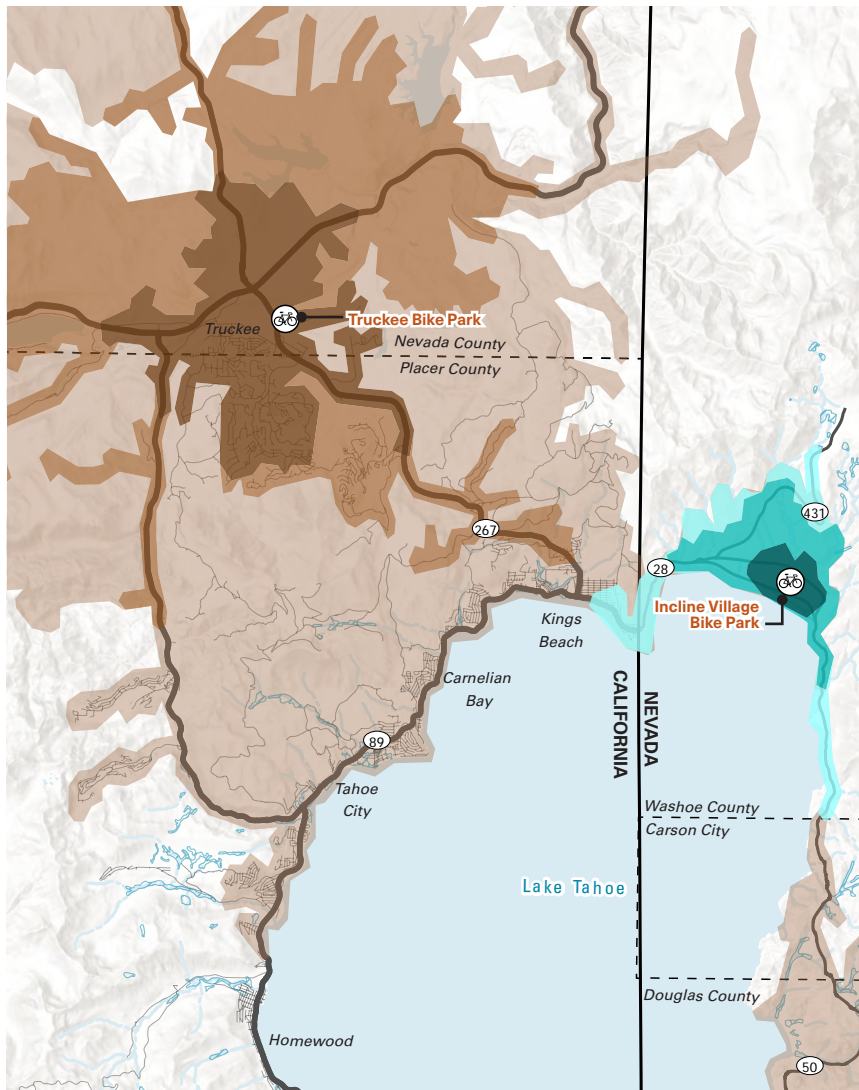 Truckee
Truckee Bike Park
Nevada County
Placer County
431
267
28
Incline Village
Bike Park
Kings
Beach
CALIFORNIA
NEVADA
Carnelian
Bay
89
Tahoe
City
Washoe County
Carson City
Lake Tahoe
Douglas County
Homewood
50